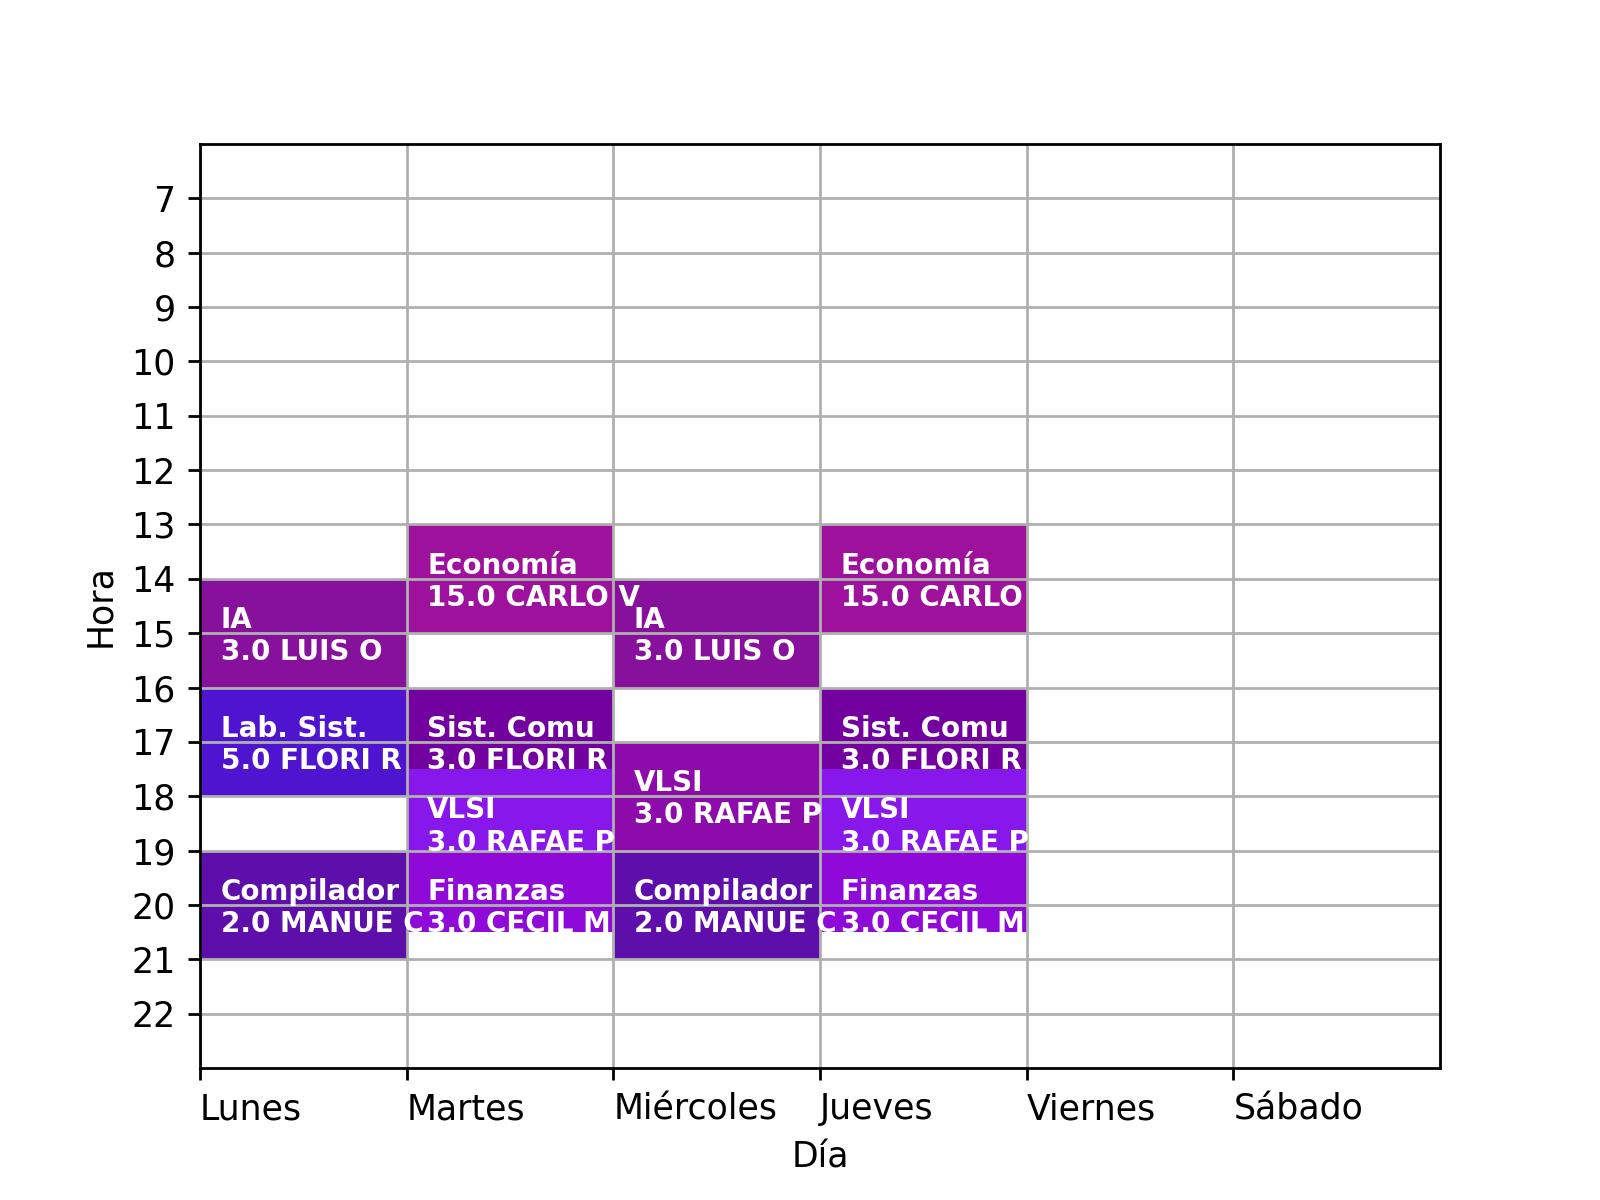 7
8
9
10
11
12
13
14
15
16
17
18
19
20
21
22
Hora
IA
3.0 LUIS O
Lab. Sist.
5.0 FLORI R
Compilador
2.0 MANUE C
Economía
15.0 CARLO V
Sist. Comu
3.0 FLORI R
VLSI
3.0 RAFAE P
Finanzas
3.0 CECIL M
IA
3.0 LUIS O
VLSI
3.0 RAFAE P
Compilador
2.0 MANUE C
Economía
15.0 CARLO
Sist. Comu
3.0 FLORI R
VLSI
3.0 RAFAE P
Finanzas
3.0 CECIL M
Lunes Martes Miércoles Jueves Viernes Sábado
Día